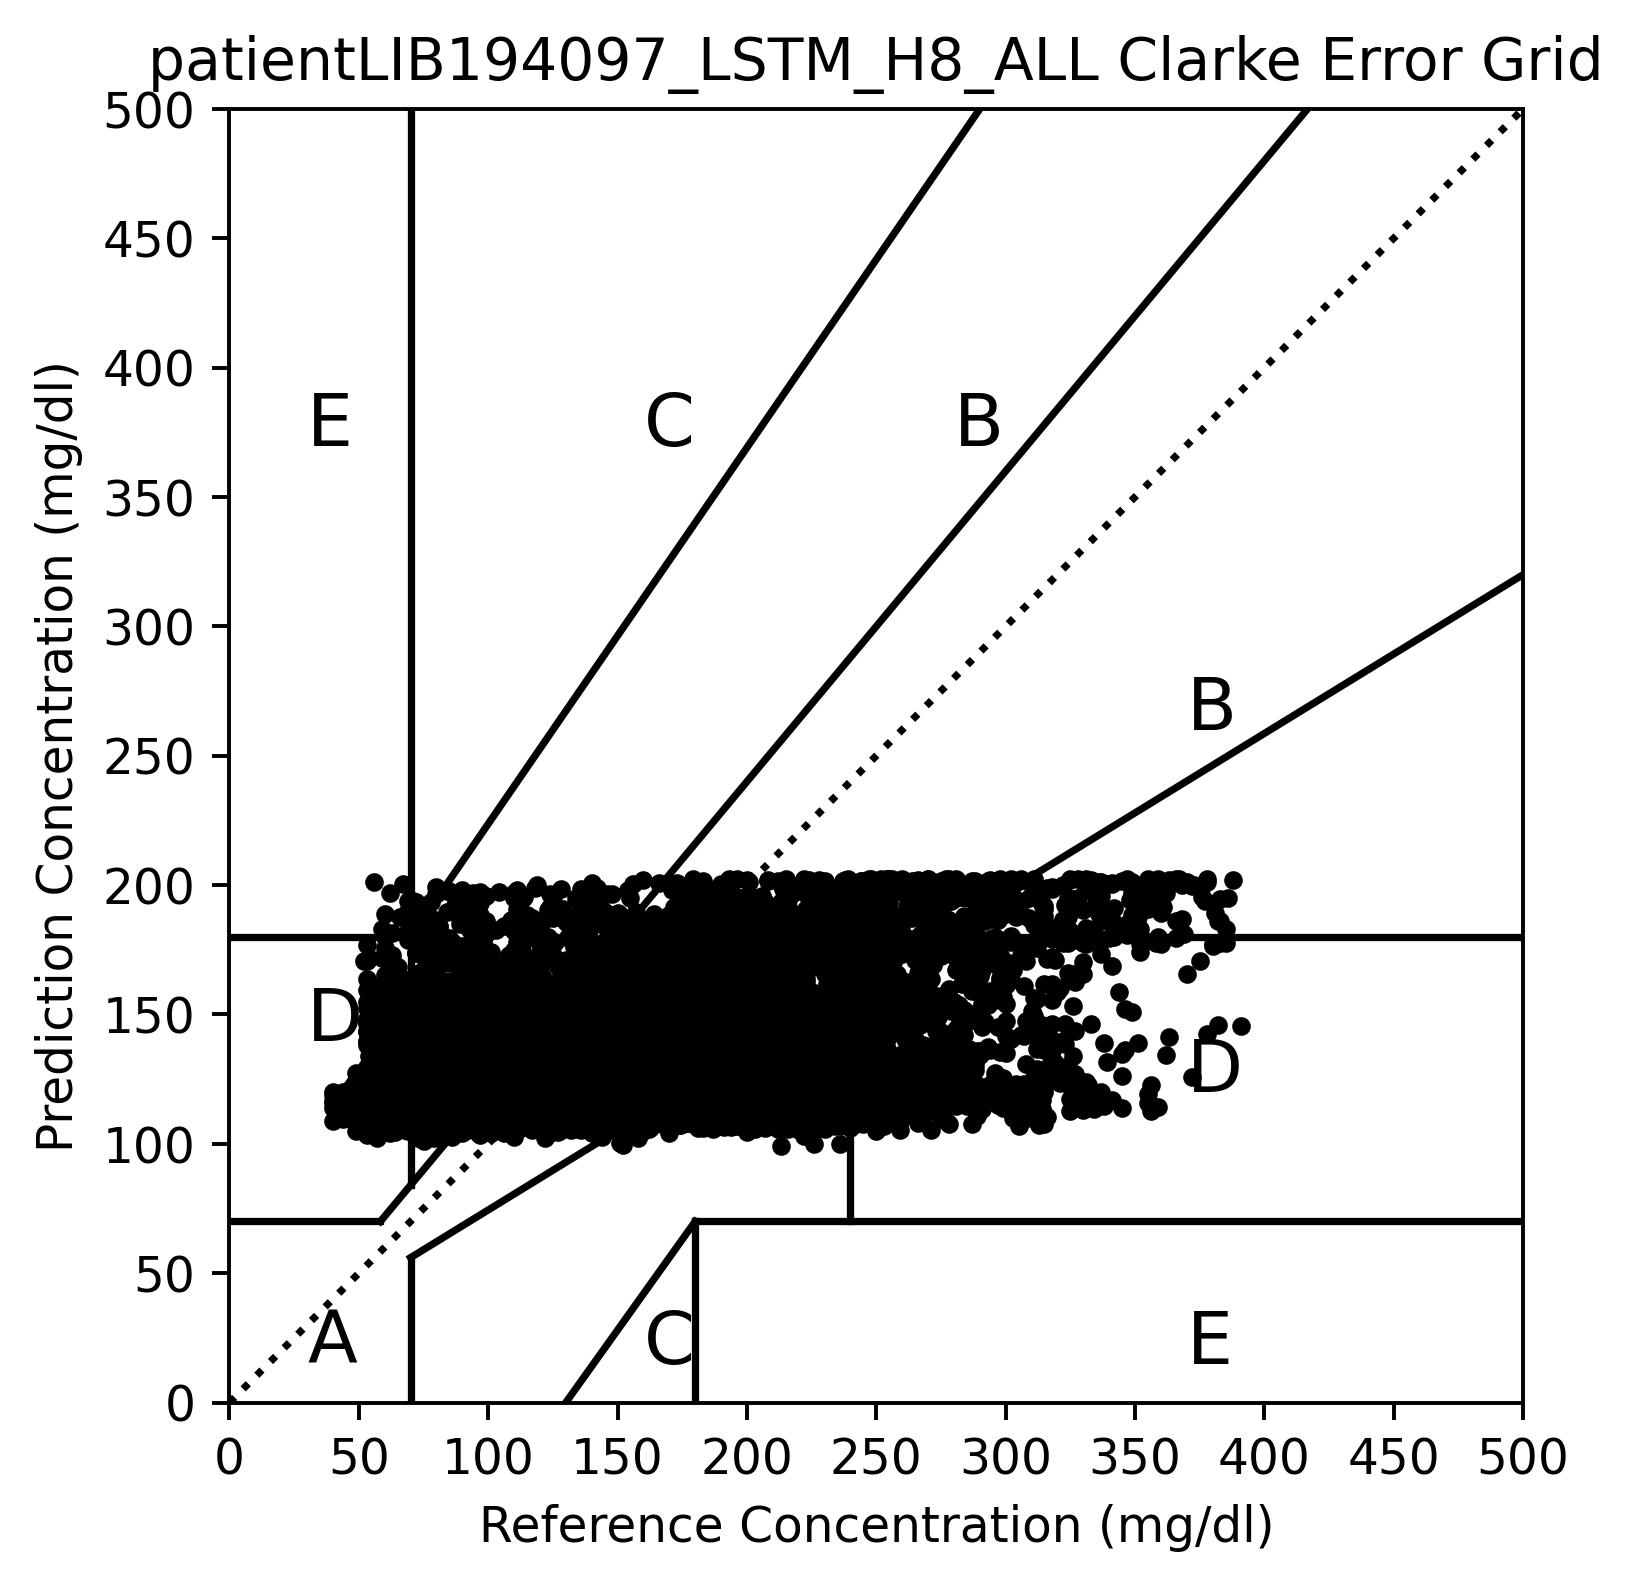 patientLIB194097_LSTM_H8_ALL Clarke Error Grid
Prediction Concentration (mg/dl)
500
450
400
350
300
250
200
150
100
50
0
E C B
B
D
D
A C E
0 50 100 150 200 250 300 350 400 450 500
Reference Concentration (mg/dl)